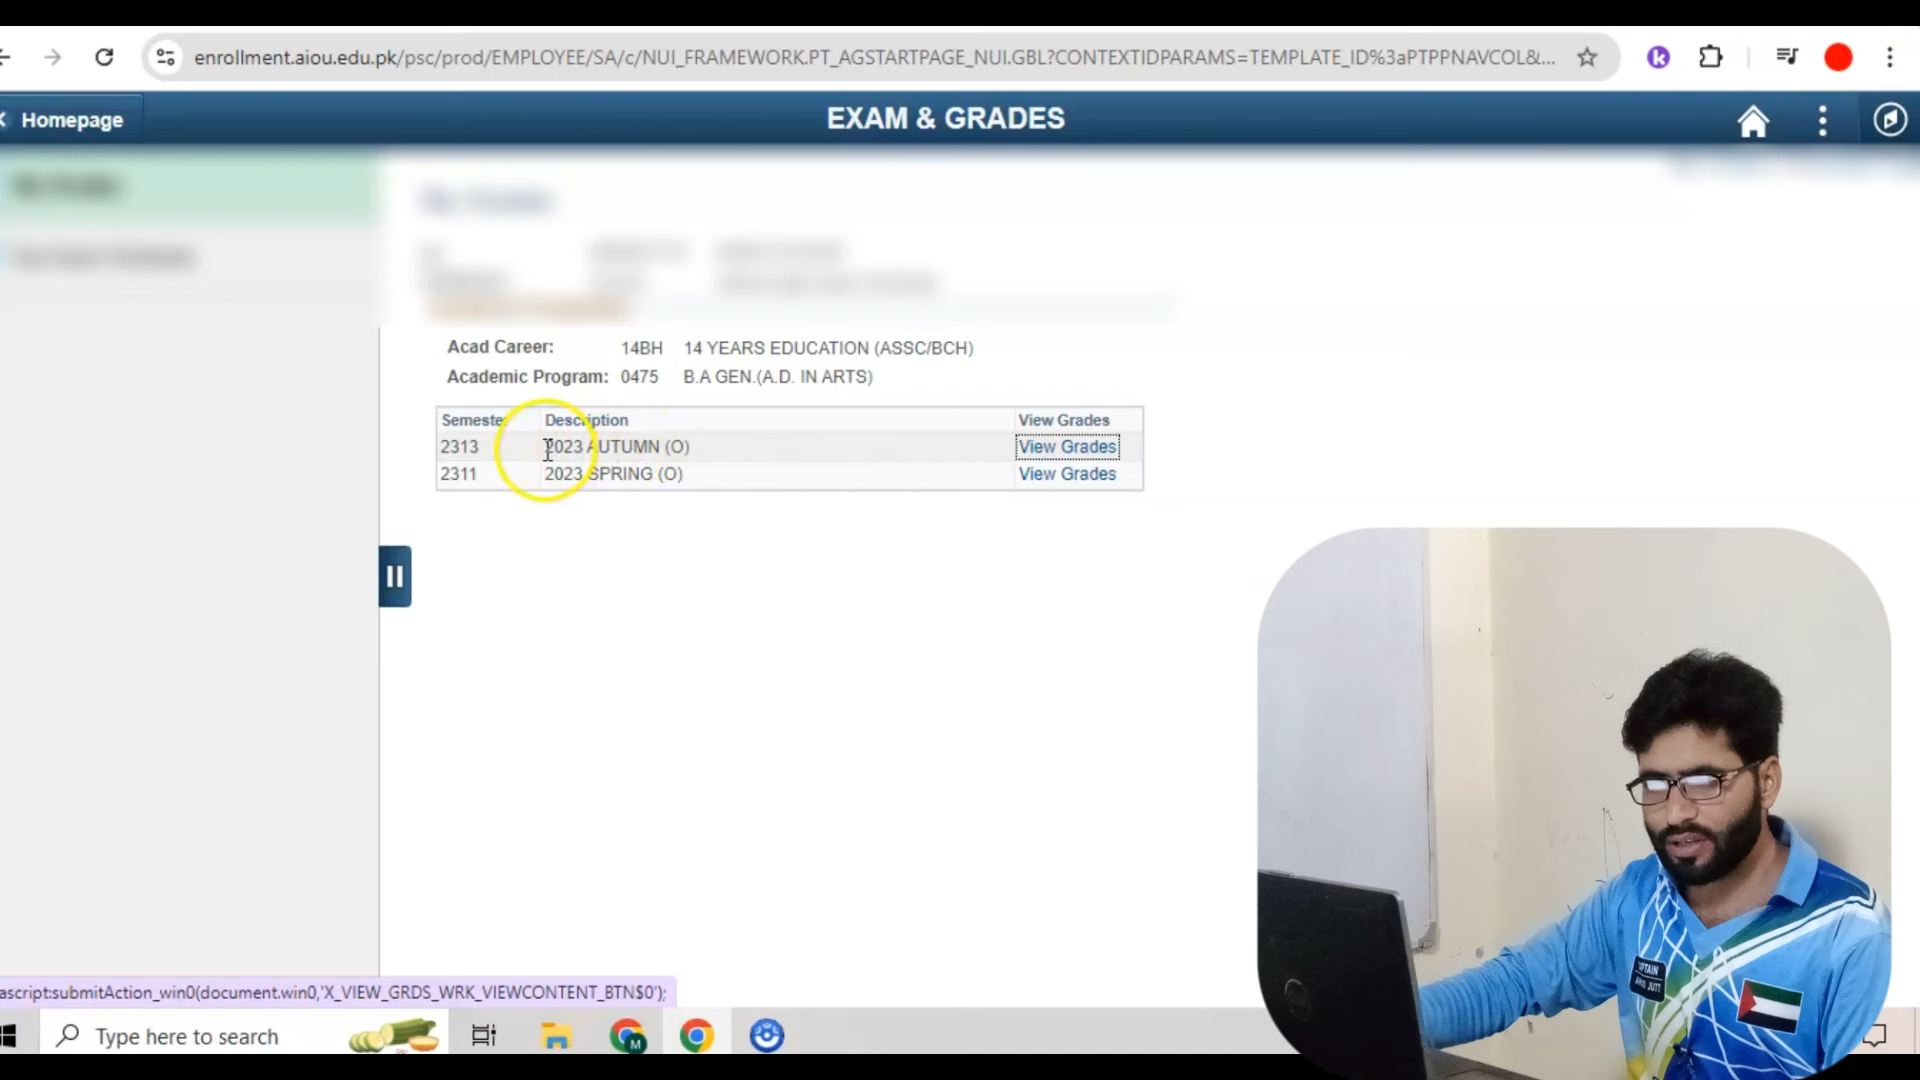 enrollment.aiou.edu.pk/psc/prod/EMPLOYEE/SA/c/NUI_FRAMEWORK.PT_AGSTARTPAGE_NUI.GBL?CONTEXTIDPARAMS=TEMPLATE_ID%3aPTPPNAVCOL&...
Homepage
EXAM & GRADES
Acad Career: 14BH 14 YEARS EDUCATION (ASSC/BCH)
Academic Program: 0475 B.A GEN.(A.D. IN ARTS)
Semester Description View Grades
2313 2023 AUTUMN (O) View Grades
2311 2023 SPRING (O) View Grades
ascript:submitAction_win0(document.win0,'X_VIEW_GRDS_WRK_VIEWCONTENT_BTN$0');
Type here to search
M